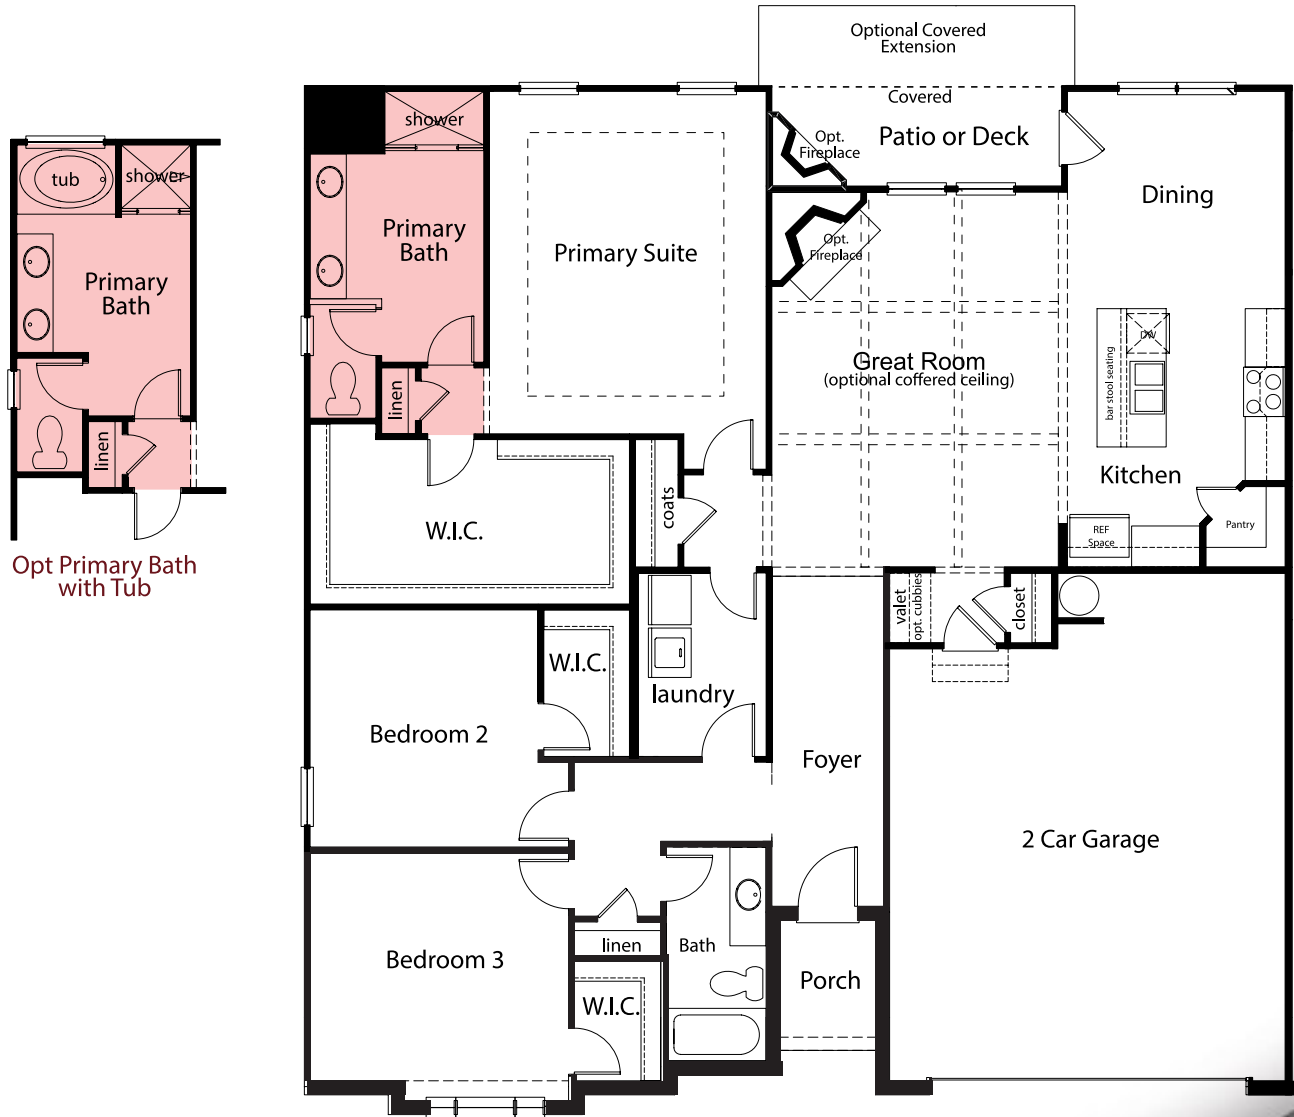 Optional Covered
Extension
Covered
Patio or Deck
Opt.
Fireplace
shower
tub
shower
Primary
Bath
Primary
Bath
linen
Opt Primary Bath
with Tub
Primary Suite
Opt.
Fireplace
Dining
Great Room
(optional coffered ceiling)
DW
bar stool seating
Kitchen
REF
Space
Pantry
linen
W.I.C.
coats
valet
opt. cubbies
closet
W.I.C.
laundry
Bedroom 2
Foyer
2 Car Garage
Bedroom 3
linen
Bath
W.I.C.
Porch